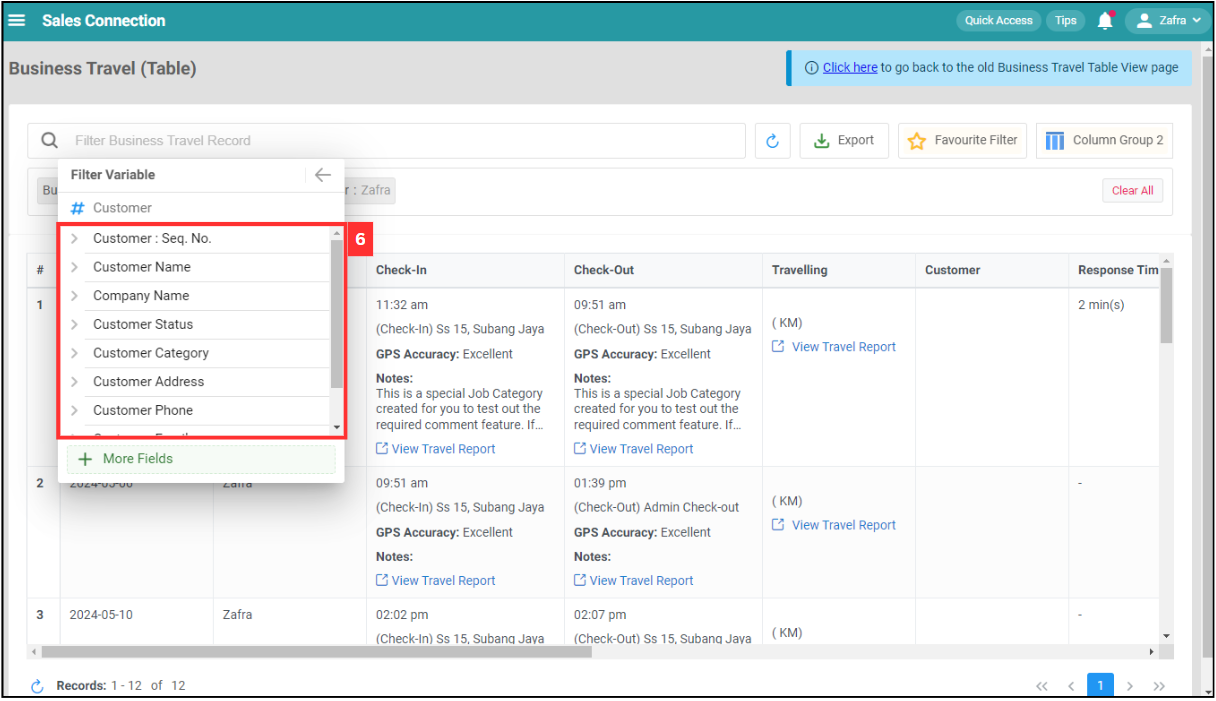 Sales Connection
Quick Access
Tips
Zafra
Business Travel (Table)
Click here to go back to the old Business Travel Table View page
Filter Business Travel Record
Export
Favourite Filter
Column Group 2
Bu
r : Zafra
Clear All
Filter Variable
# Customer
Customer : Seq. No.
Customer Name
Company Name
Customer Status
Customer Category
Customer Address
Customer Phone
+ More Fields
6
#
Check-In
Check-Out
Travelling
Customer
Response Tim
1
11:32 am
(Check-In) Ss 15, Subang Jaya
GPS Accuracy: Excellent
Notes:
This is a special Job Category
created for you to test out the
required comment feature. If...
View Travel Report
09:51 am
(Check-Out) Ss 15, Subang Jaya
GPS Accuracy: Excellent
Notes:
This is a special Job Category
created for you to test out the
required comment feature. If...
View Travel Report
( KM)
View Travel Report
2 min(s)
2
Zafra
09:51 am
(Check-In) Ss 15, Subang Jaya
GPS Accuracy: Excellent
Notes:
View Travel Report
01:39 pm
(Check-Out) Admin Check-out
GPS Accuracy: Excellent
Notes:
View Travel Report
( KM)
View Travel Report
-
3
2024-05-10
Zafra
02:02 pm
(Check-In) Ss 15, Subang Jaya
02:07 pm
(Check-Out) Ss 15, Subang Jaya
( KM)
-
Records: 1 - 12 of 12
<< < 1 > >>